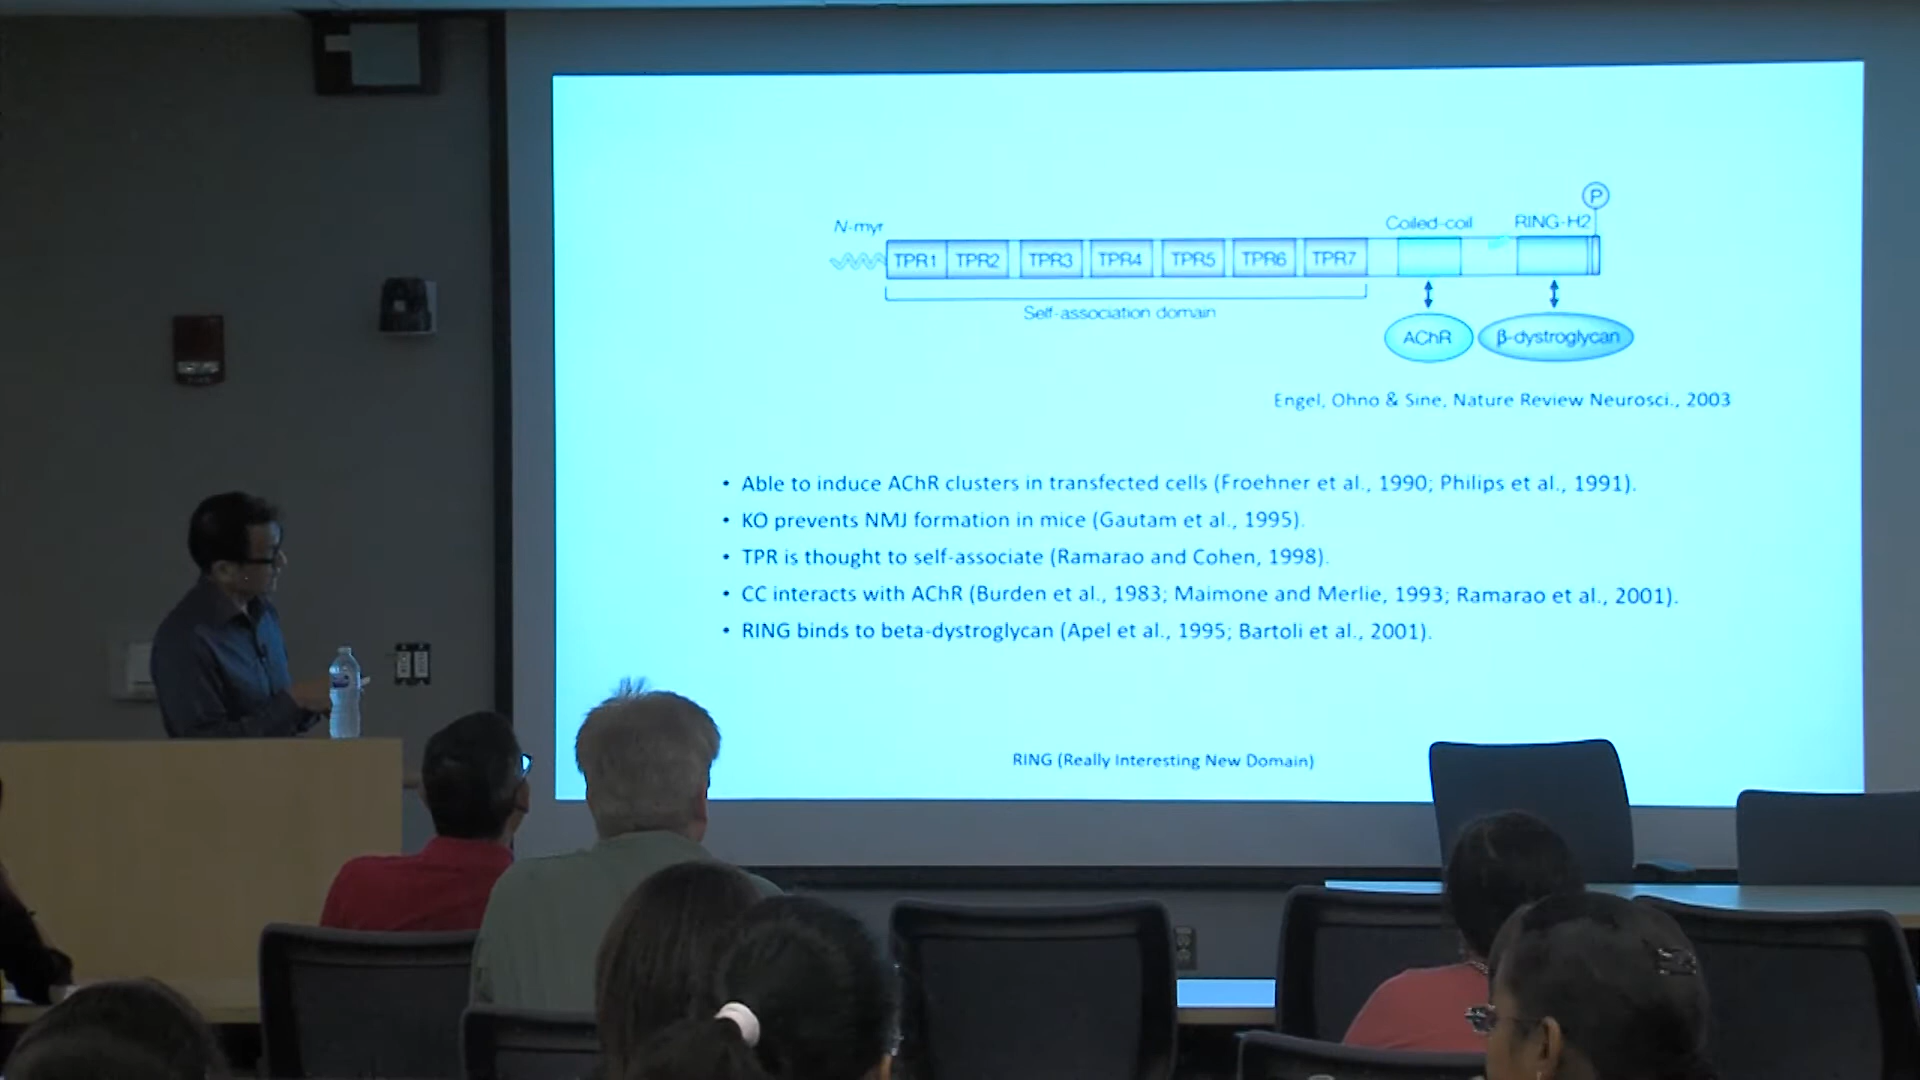 P
Coiled-coil RING-H2
N-myr
TPR1 TPR2 TPR3 TPR4 TPR5 TPR6 TPR7
Self-association domain
AChR β-dystroglycan
Engel, Ohno & Sine, Nature Review Neurosci., 2003
• Able to induce AChR clusters in transfected cells (Froehner et al., 1990; Philips et al., 1991).
• KO prevents NMJ formation in mice (Gautam et al., 1995).
• TPR is thought to self-associate (Ramarao and Cohen, 1998).
• CC interacts with AChR (Burden et al., 1983; Maimone and Merlie, 1993; Ramarao et al., 2001).
• RING binds to beta-dystroglycan (Apel et al., 1995; Bartoli et al., 2001).
RING (Really Interesting New Domain)